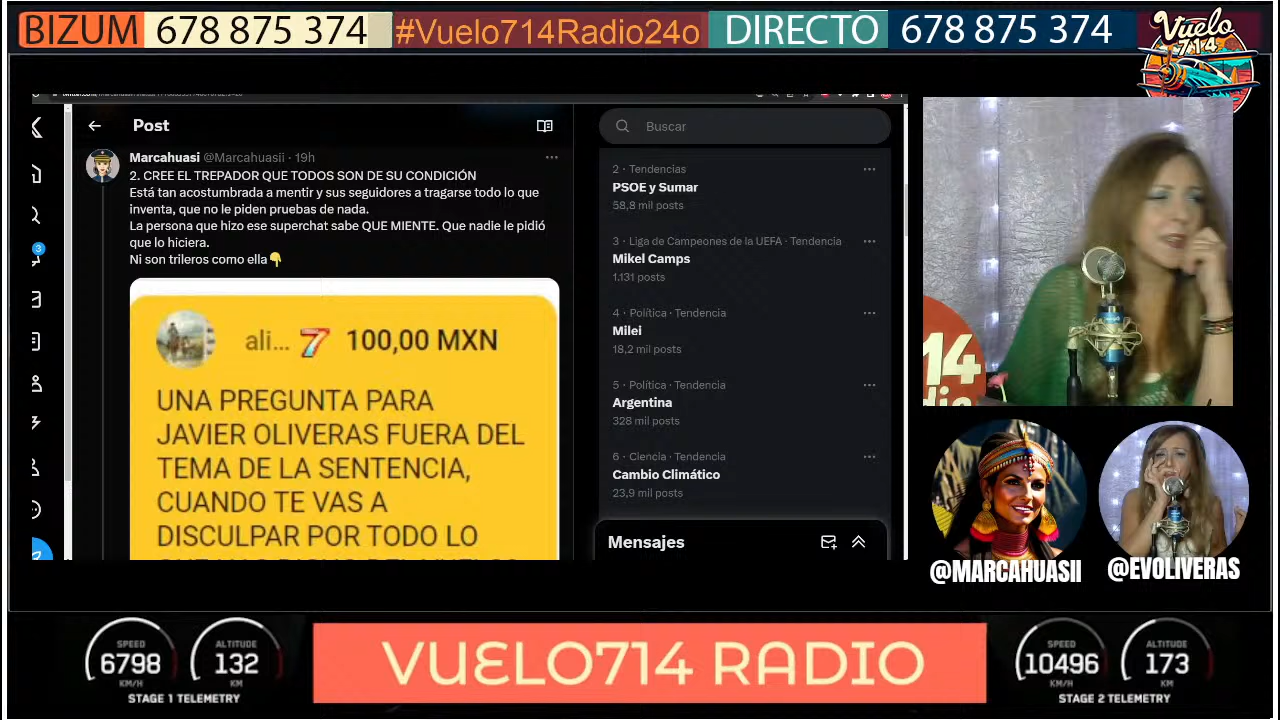 BIZUM 678 875 374 #Vuelo714Radio24o DIRECTO 678 875 374
Vuelo
714
Post
Buscar
Marcahuasi @Marcahuasii · 19h
2. CREE EL TREPADOR QUE TODOS SON DE SU CONDICIÓN
Está tan acostumbrada a mentir y sus seguidores a tragarse todo lo que
inventa, que no le piden pruebas de nada.
La persona que hizo ese superchat sabe QUE MIENTE. Que nadie le pidió
que lo hiciera.
Ni son trileros como ella👇
ali... 7 100,00 MXN
UNA PREGUNTA PARA
JAVIER OLIVERAS FUERA DEL
TEMA DE LA SENTENCIA,
CUANDO TE VAS A
DISCULPAR POR TODO LO
3
2 · Tendencias
PSOE y Sumar
58,8 mil posts
3 · Liga de Campeones de la UEFA · Tendencia
Mikel Camps
1.131 posts
4 · Política · Tendencia
Milei
18,2 mil posts
5 · Política · Tendencia
Argentina
328 mil posts
6 · Ciencia · Tendencia
Cambio Climático
23,9 mil posts
Mensajes
14
dio
@MARCAHUASII
@EVOLIVERAS
SPEED
6798
KM/H
ALTITUDE
132
KM
STAGE 1 TELEMETRY
VUELO714 RADIO
SPEED
10496
KM/H
ALTITUDE
173
KM
STAGE 2 TELEMETRY